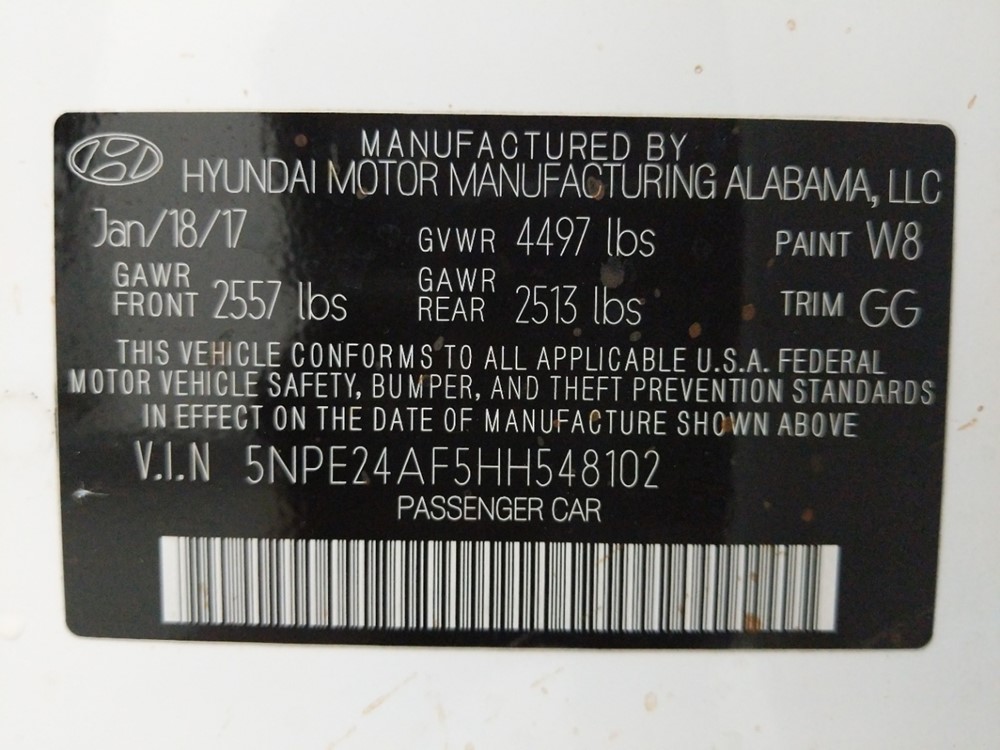 MANUFACTURED BY
HYUNDAI MOTOR MANUFACTURING ALABAMA, LLC
Jan/18/17 GVWR 4497 lbs PAINT W8
GAWR FRONT 2557 lbs GAWR REAR 2513 lbs TRIM GG
THIS VEHICLE CONFORMS TO ALL APPLICABLE U.S.A. FEDERAL
MOTOR VEHICLE SAFETY, BUMPER, AND THEFT PREVENTION STANDARDS
IN EFFECT ON THE DATE OF MANUFACTURE SHOWN ABOVE
V.I.N 5NPE24AF5HH548102
PASSENGER CAR